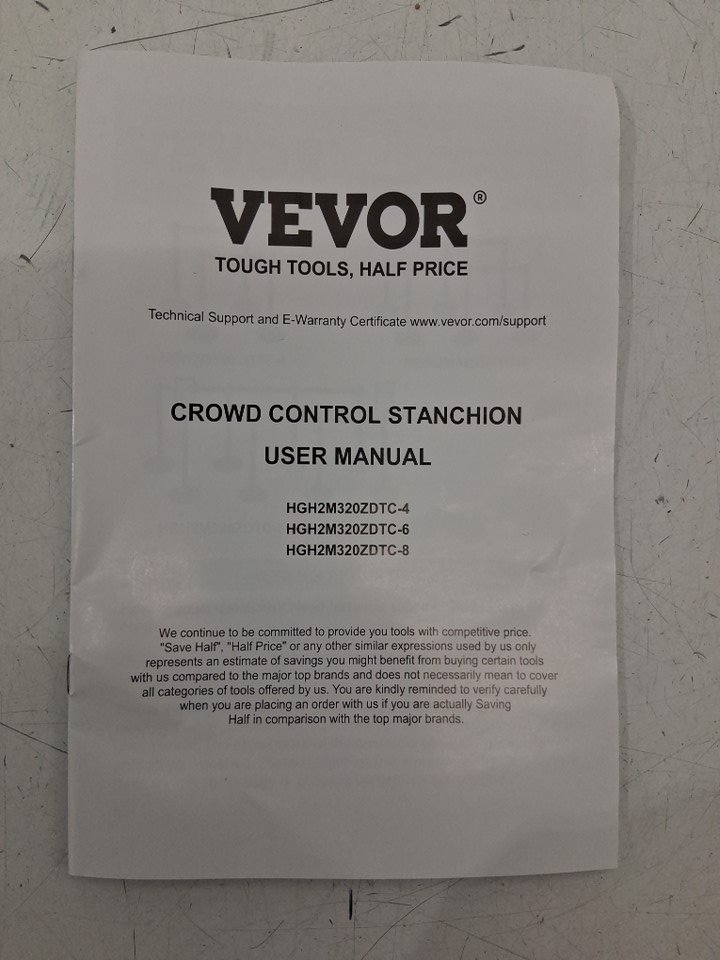 VEVOR®
TOUGH TOOLS, HALF PRICE
Technical Support and E-Warranty Certificate www.vevor.com/support
CROWD CONTROL STANCHION
USER MANUAL
HGH2M320ZDTC-4
HGH2M320ZDTC-6
HGH2M320ZDTC-8
We continue to be committed to provide you tools with competitive price.
"Save Half", "Half Price" or any other similar expressions used by us only
represents an estimate of savings you might benefit from buying certain tools
with us compared to the major top brands and does not necessarily mean to cover
all categories of tools offered by us. You are kindly reminded to verify carefully
when you are placing an order with us if you are actually Saving
Half in comparison with the top major brands.